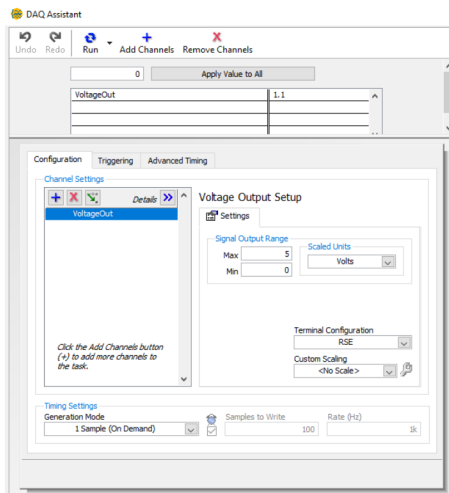 DAQ Assistant
Undo Redo Run Add Channels Remove Channels
0 Apply Value to All
VoltageOut 1.1
Configuration Triggering Advanced Timing
Channel Settings
Details
VoltageOut
Click the Add Channels button
(+) to add more channels to
the task.
Voltage Output Setup
Settings
Signal Output Range
Max 5
Min 0
Scaled Units
Volts
Terminal Configuration
RSE
Custom Scaling
<No Scale>
Timing Settings
Generation Mode Samples to Write Rate (Hz)
1 Sample (On Demand) 100 1k